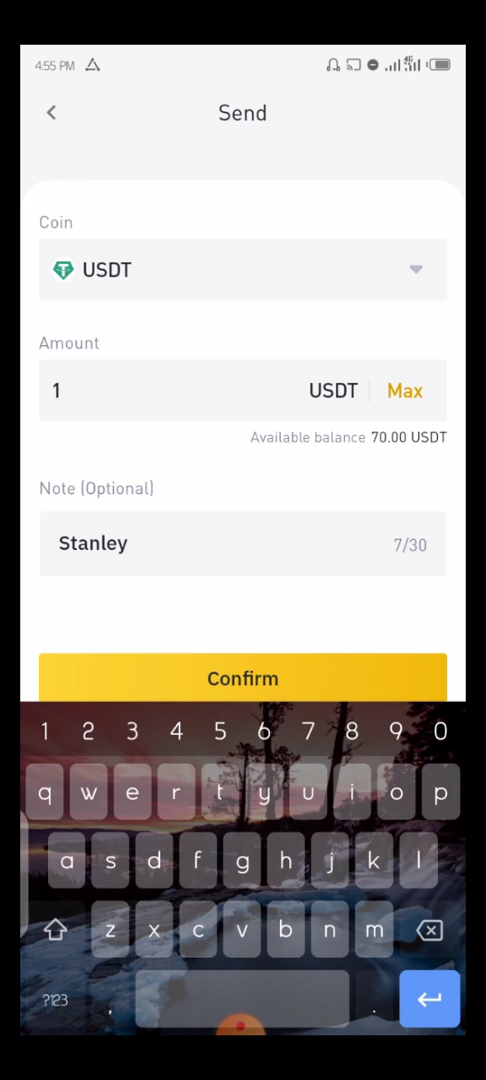 4:55 PM
Send
Coin
USDT
Amount
1 USDT Max
Available balance 70.00 USDT
Note (Optional)
Stanley 7/30
Confirm
1 2 3 4 5 6 7 8 9 0
q w e r t y u i o p
a s d f g h j k l
z x c v b n m
?123 , .